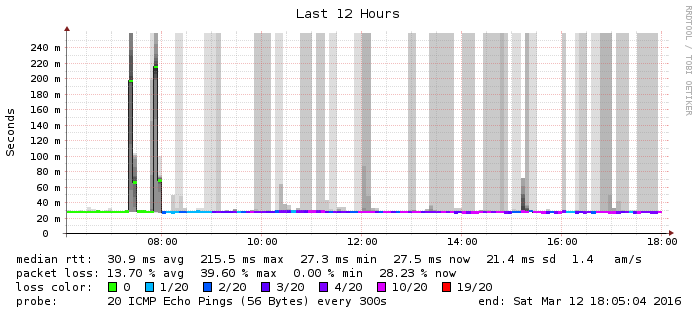 Last 12 Hours
RRDTOOL / TOBI OETIKER
Seconds
240 m
220 m
200 m
180 m
160 m
140 m
120 m
100 m
80 m
60 m
40 m
20 m
0
08:00 10:00 12:00 14:00 16:00 18:00
median rtt: 30.9 ms avg 215.5 ms max 27.3 ms min 27.5 ms now 21.4 ms sd 1.4 am/s
packet loss: 13.70 % avg 39.60 % max 0.00 % min 28.23 % now
loss color: 0 1/20 2/20 3/20 4/20 10/20 19/20
probe: 20 ICMP Echo Pings (56 Bytes) every 300s end: Sat Mar 12 18:05:04 2016